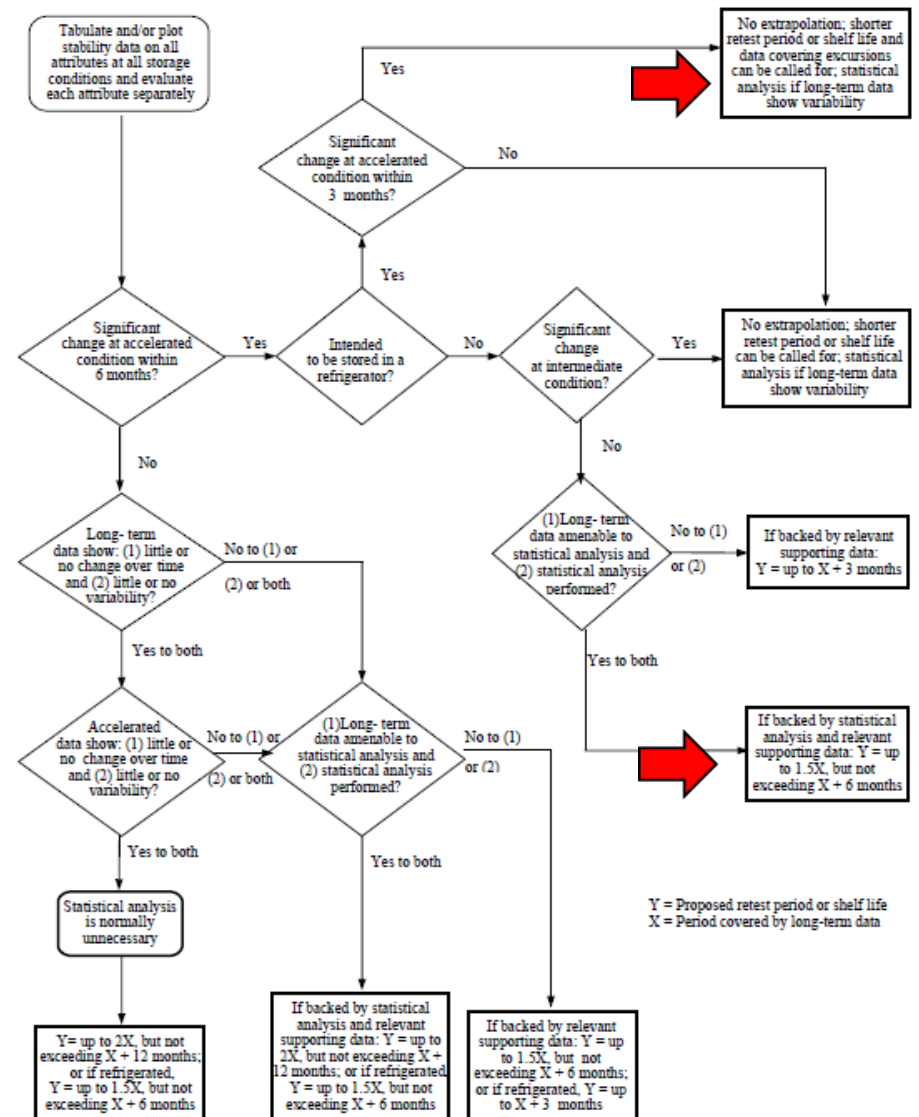 Tabulate and/or plot
stability data on all
attributes at all storage
conditions and evaluate
each attribute separately
No extrapolation; shorter
retest period or shelf life and
data covering excursions
can be called for; statistical
analysis if long-term data
show variability
Yes
Significant
change at accelerated
condition within
3 months?
No
Yes
Significant
change at accelerated
condition within
6 months?
Yes
Intended
to be stored in a
refrigerator?
No
Significant
change
at intermediate
condition?
Yes
No extrapolation; shorter
retest period or shelf life
can be called for; statistical
analysis if long-term data
show variability
No
No
Long- term
data show: (1) little or
no change over time
and (2) little or no
variability?
No to (1) or
(2) or both
(1)Long- term
data amenable to
statistical analysis and
(2) statistical analysis
performed?
No to (1)
or (2)
If backed by relevant
supporting data:
Y = up to X + 3 months
Yes to both
Yes to both
Accelerated
data show: (1) little or
no change over time
and (2) little or no
variability?
No to (1) or
(2) or both
(1)Long- term
data amenable to
statistical analysis and
(2) statistical analysis
performed?
No to (1)
or (2)
If backed by statistical
analysis and relevant
supporting data: Y = up
to 1.5X, but not
exceeding X + 6 months
Yes to both
Yes to both
Statistical analysis
is normally
unnecessary
Y = Proposed retest period or shelf life
X = Period covered by long-term data
Y= up to 2X, but not
exceeding X + 12 months;
or if refrigerated,
Y = up to 1.5X, but not
exceeding X + 6 months
If backed by statistical
analysis and relevant
supporting data: Y = up to
2X, but not exceeding X +
12 months; or if refrigerated
Y = up to 1.5X, but not
exceeding X + 6 months
If backed by relevant
supporting data: Y = up
to 1.5X, but not
exceeding X + 6 months;
or if refrigerated, Y = up
to X + 3 months